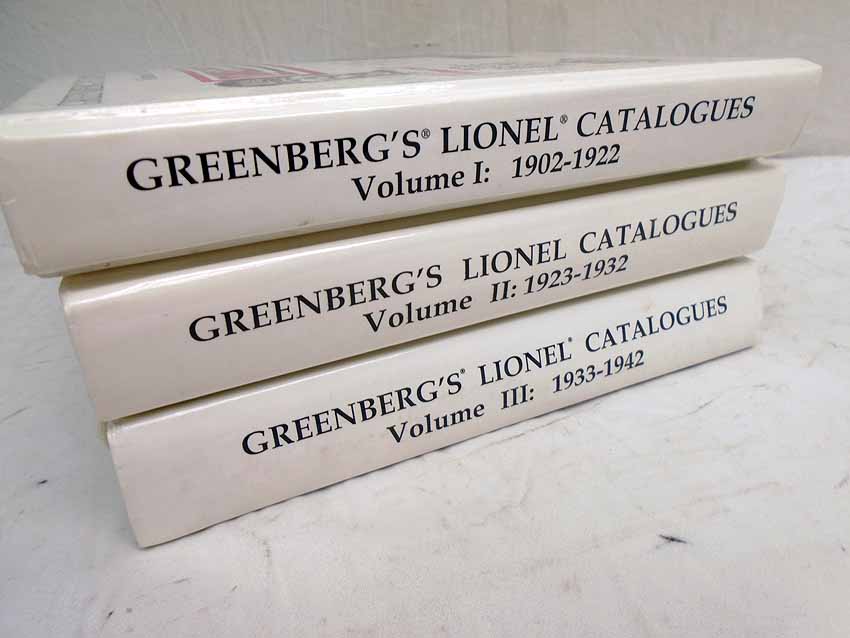 GREENBERG'S® LIONEL® CATALOGUES
Volume I: 1902-1922
GREENBERG'S LIONEL CATALOGUES
Volume II: 1923-1932
GREENBERG'S® LIONEL® CATALOGUES
Volume III: 1933-1942